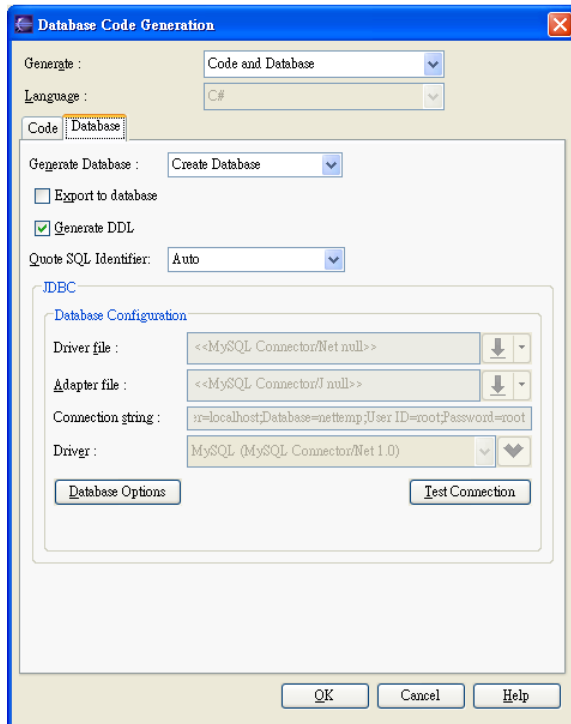 Database Code Generation
Generate : Code and Database
Language : C#
Code Database
Generate Database : Create Database
Export to database
Generate DDL
Quote SQL Identifier: Auto
JDBC
Database Configuration
Driver file : <<MySQL Connector/Net null>>
Adapter file : <<MySQL Connector/J null>>
Connection string : er=localhost;Database=nettemp;User ID=root;Password=root
Driver : MySQL (MySQL Connector/Net 1.0)
Database Options Test Connection
OK Cancel Help